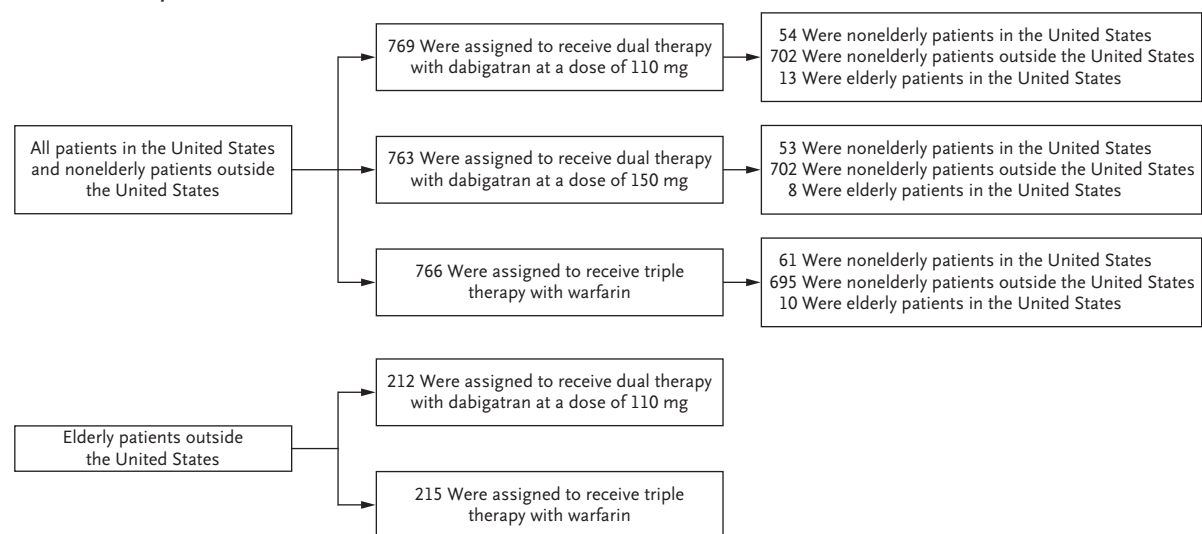 769 Were assigned to receive dual therapy
with dabigatran at a dose of 110 mg
54 Were nonelderly patients in the United States
702 Were nonelderly patients outside the United States
13 Were elderly patients in the United States
All patients in the United States
and nonelderly patients outside
the United States
763 Were assigned to receive dual therapy
with dabigatran at a dose of 150 mg
53 Were nonelderly patients in the United States
702 Were nonelderly patients outside the United States
8 Were elderly patients in the United States
766 Were assigned to receive triple
therapy with warfarin
61 Were nonelderly patients in the United States
695 Were nonelderly patients outside the United States
10 Were elderly patients in the United States
Elderly patients outside
the United States
212 Were assigned to receive dual therapy
with dabigatran at a dose of 110 mg
215 Were assigned to receive triple
therapy with warfarin